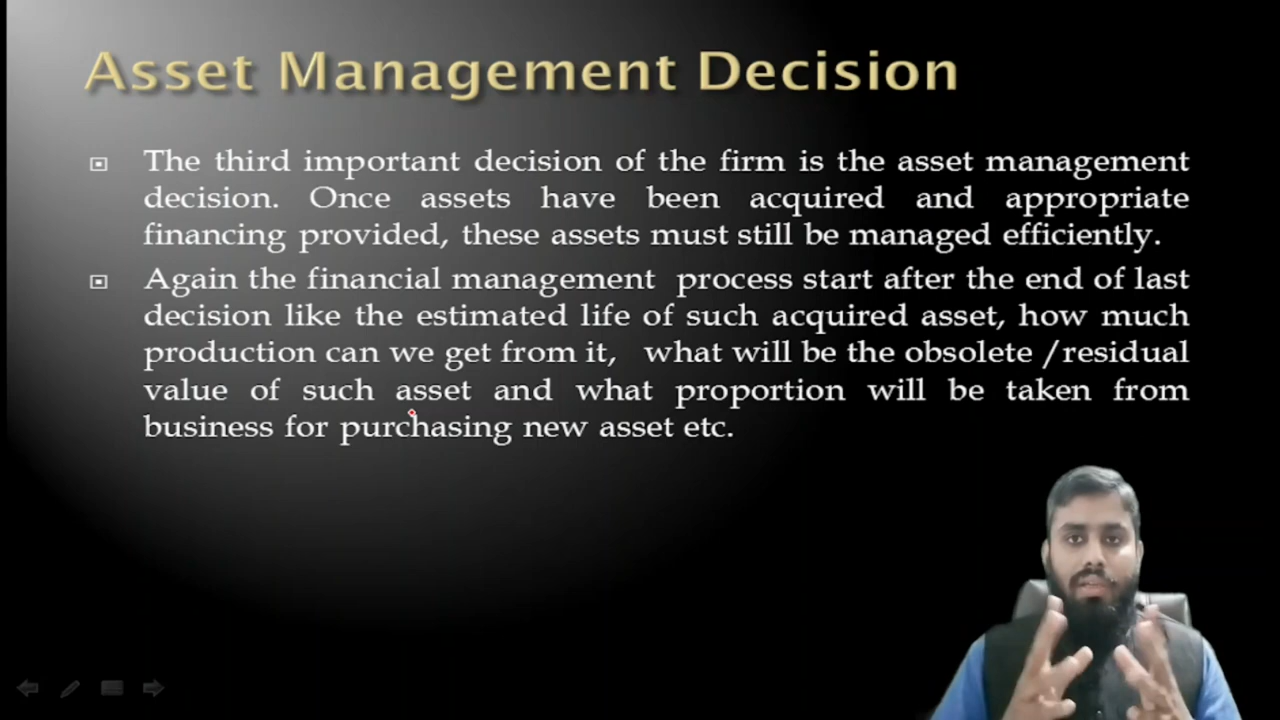 Asset Management Decision
The third important decision of the firm is the asset management
decision. Once assets have been acquired and appropriate
financing provided, these assets must still be managed efficiently.
Again the financial management process start after the end of last
decision like the estimated life of such acquired asset, how much
production can we get from it, what will be the obsolete /residual
value of such asset and what proportion will be taken from
business for purchasing new asset etc.